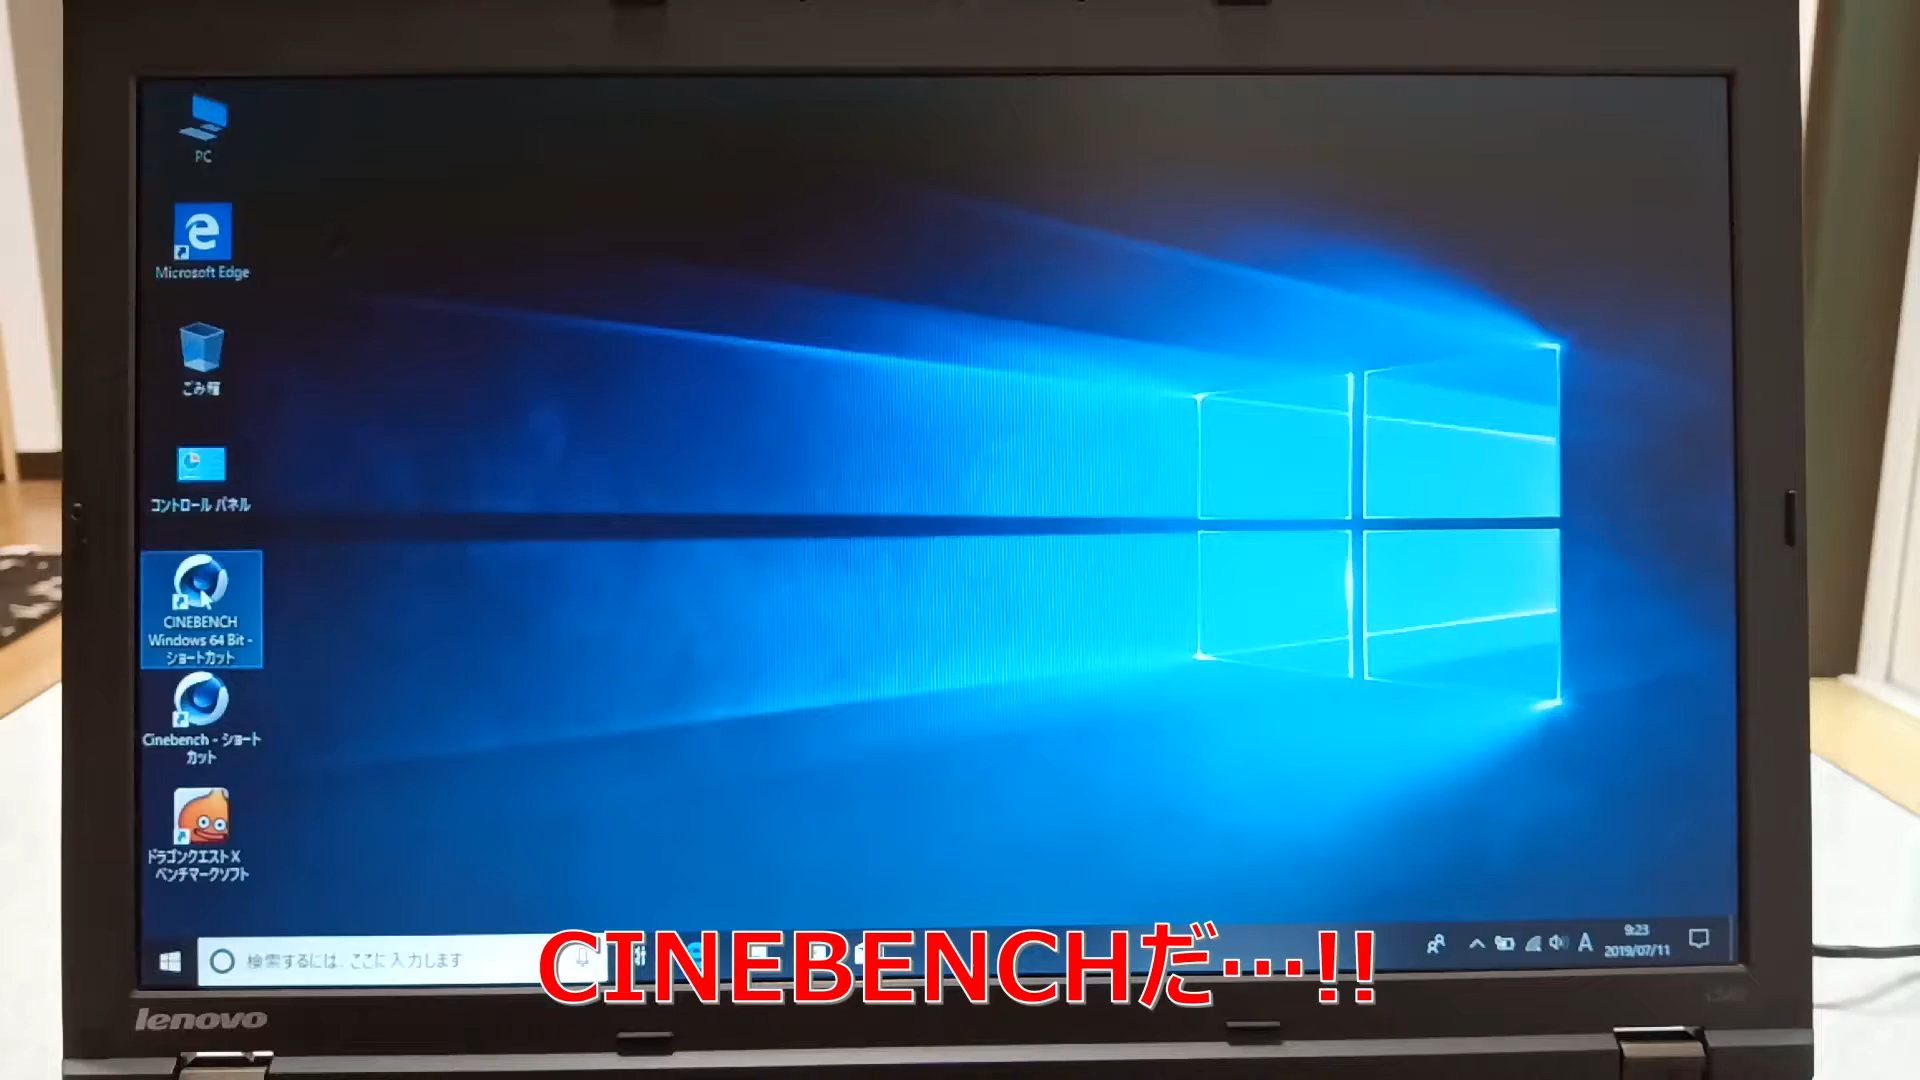 PC
Microsoft Edge
ごみ箱
コントロール パネル
CINEBENCH
Windows 64 Bit -
ショートカット
Cinebench - ショート
カット
ドラゴンクエストX
ベンチマークソフト
検索するには、ここに入力します
A
9:23
2019/07/11
CINEBENCHだ…!!
lenovo